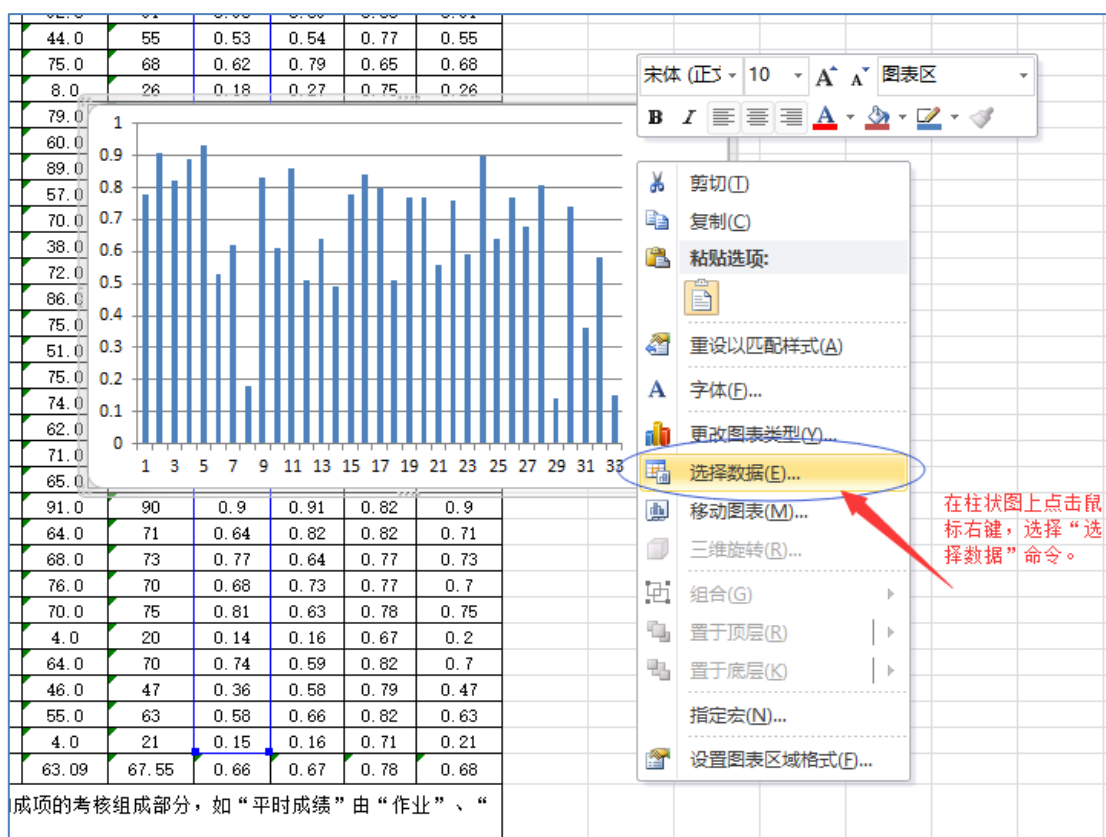 44.0 55 0.53 0.54 0.77 0.55
75.0 68 0.62 0.79 0.65 0.68
8.0 26 0.18 0.27 0.75 0.26
79.0
60.0
89.0
57.0
70.0
38.0
72.0
86.0
75.0
51.0
75.0
74.0
62.0
71.0
65.0
1
0.9
0.8
0.7
0.6
0.5
0.4
0.3
0.2
0.1
0
1 3 5 7 9 11 13 15 17 19 21 23 25 27 29 31 33
91.0 90 0.9 0.91 0.82 0.9
64.0 71 0.64 0.82 0.82 0.71
68.0 73 0.77 0.64 0.77 0.73
76.0 70 0.68 0.73 0.77 0.7
70.0 75 0.81 0.63 0.78 0.75
4.0 20 0.14 0.16 0.67 0.2
64.0 70 0.74 0.59 0.82 0.7
46.0 47 0.36 0.58 0.79 0.47
55.0 63 0.58 0.66 0.82 0.63
4.0 21 0.15 0.16 0.71 0.21
63.09 67.55 0.66 0.67 0.78 0.68
成项的考核组成部分，如“平时成绩”由“作业”、“
宋体 (正文 10 A A 图表区
B I A
剪切(T)
复制(C)
粘贴选项:
重设以匹配样式(A)
A 字体(F)...
更改图表类型(Y)...
选择数据(E)...
移动图表(M)...
三维旋转(R)...
组合(G)
置于顶层(R)
置于底层(K)
指定宏(N)...
设置图表区域格式(F)...
在柱状图上点击鼠
标右键，选择“选
择数据”命令。